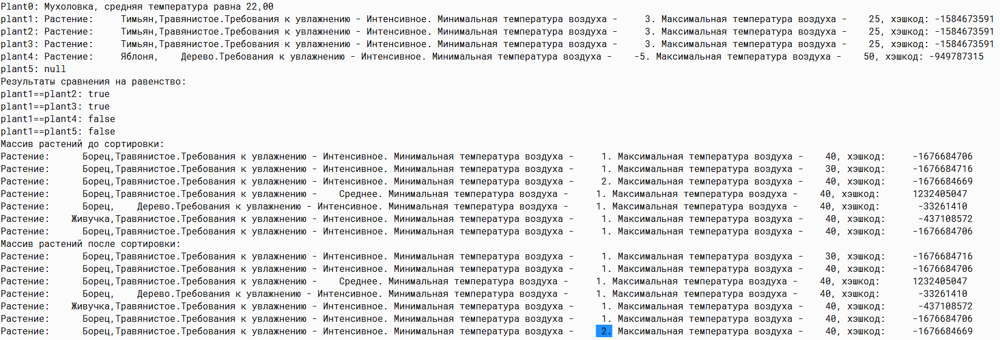 Plant0: Мухоловка, средняя температура равна 22,00
plant1: Растение:     Тимьян,Травянистое.Требования к увлажнению - Интенсивное. Минимальная температура воздуха -     3. Максимальная температура воздуха -    25, хэшкод: -1584673591
plant2: Растение:     Тимьян,Травянистое.Требования к увлажнению - Интенсивное. Минимальная температура воздуха -     3. Максимальная температура воздуха -    25, хэшкод: -1584673591
plant3: Растение:     Тимьян,Травянистое.Требования к увлажнению - Интенсивное. Минимальная температура воздуха -     3. Максимальная температура воздуха -    25, хэшкод: -1584673591
plant4: Растение:     Яблоня,    Дерево.Требования к увлажнению - Интенсивное. Минимальная температура воздуха -    -5. Максимальная температура воздуха -    50, хэшкод: -949787315
plant5: null
Результаты сравнения на равенство:
plant1==plant2: true
plant1==plant3: true
plant1==plant4: false
plant1==plant5: false
Массив растений до сортировки:
Растение:      Борец,Травянистое.Требования к увлажнению - Интенсивное. Минимальная температура воздуха -     1. Максимальная температура воздуха -    40, хэшкод:     -1676684706
Растение:      Борец,Травянистое.Требования к увлажнению - Интенсивное. Минимальная температура воздуха -     1. Максимальная температура воздуха -    30, хэшкод:     -1676684716
Растение:      Борец,Травянистое.Требования к увлажнению - Интенсивное. Минимальная температура воздуха -     2. Максимальная температура воздуха -    40, хэшкод:     -1676684669
Растение:      Борец,Травянистое.Требования к увлажнению -    Среднее. Минимальная температура воздуха -     1. Максимальная температура воздуха -    40, хэшкод:      1232405047
Растение:      Борец,    Дерево.Требования к увлажнению - Интенсивное. Минимальная температура воздуха -     1. Максимальная температура воздуха -    40, хэшкод:       -33261410
Растение:    Живучка,Травянистое.Требования к увлажнению - Интенсивное. Минимальная температура воздуха -     1. Максимальная температура воздуха -    40, хэшкод:      -437108572
Растение:      Борец,Травянистое.Требования к увлажнению - Интенсивное. Минимальная температура воздуха -     1. Максимальная температура воздуха -    40, хэшкод:     -1676684706
Массив растений после сортировки:
Растение:      Борец,Травянистое.Требования к увлажнению - Интенсивное. Минимальная температура воздуха -     1. Максимальная температура воздуха -    30, хэшкод:     -1676684716
Растение:      Борец,Травянистое.Требования к увлажнению - Интенсивное. Минимальная температура воздуха -     1. Максимальная температура воздуха -    40, хэшкод:     -1676684706
Растение:      Борец,Травянистое.Требования к увлажнению -    Среднее. Минимальная температура воздуха -     1. Максимальная температура воздуха -    40, хэшкод:      1232405047
Растение:      Борец,    Дерево.Требования к увлажнению - Интенсивное. Минимальная температура воздуха -     1. Максимальная температура воздуха -    40, хэшкод:       -33261410
Растение:    Живучка,Травянистое.Требования к увлажнению - Интенсивное. Минимальная температура воздуха -     1. Максимальная температура воздуха -    40, хэшкод:      -437108572
Растение:      Борец,Травянистое.Требования к увлажнению - Интенсивное. Минимальная температура воздуха -     1. Максимальная температура воздуха -    40, хэшкод:     -1676684706
Растение:      Борец,Травянистое.Требования к увлажнению - Интенсивное. Минимальная температура воздуха -     2. Максимальная температура воздуха -    40, хэшкод:     -1676684669